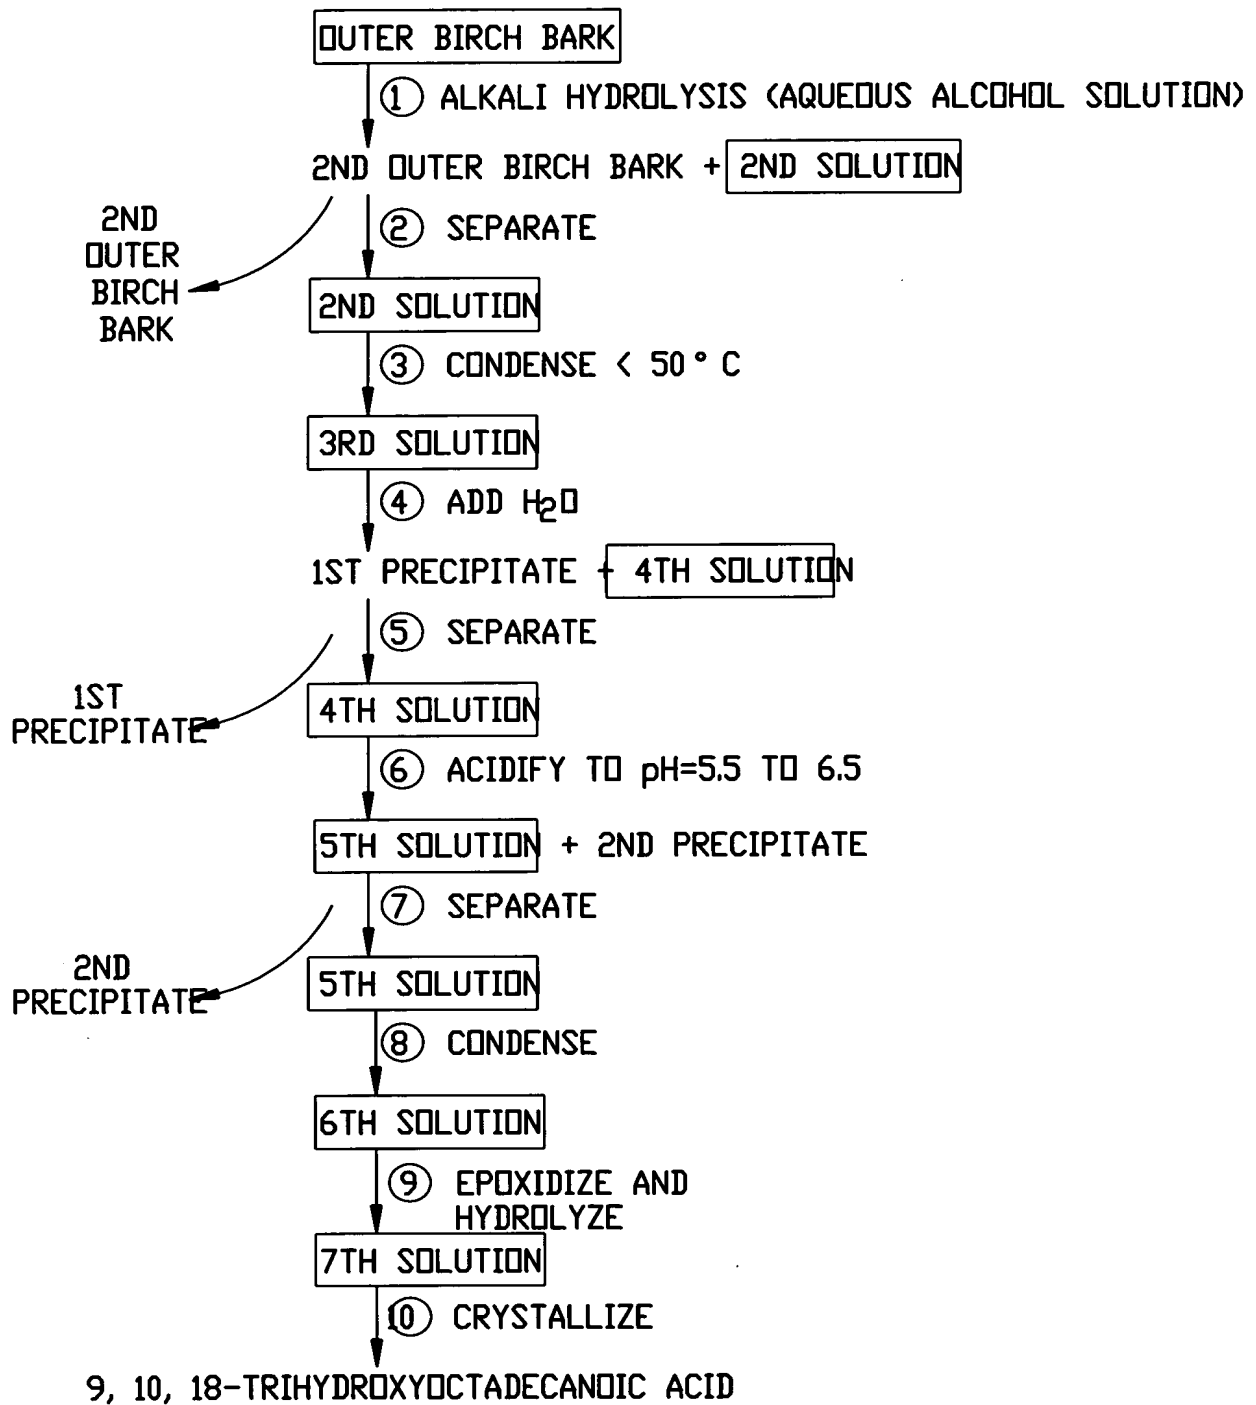 OUTER BIRCH BARK
① ALKALI HYDROLYSIS (AQUEOUS ALCOHOL SOLUTION)
2ND OUTER BIRCH BARK + 2ND SOLUTION
2ND
OUTER
BIRCH
BARK
② SEPARATE
2ND SOLUTION
③ CONDENSE < 50° C
3RD SOLUTION
④ ADD H₂O
1ST PRECIPITATE + 4TH SOLUTION
⑤ SEPARATE
1ST
PRECIPITATE
4TH SOLUTION
⑥ ACIDIFY TO pH=5.5 TO 6.5
5TH SOLUTION + 2ND PRECIPITATE
⑦ SEPARATE
2ND
PRECIPITATE
5TH SOLUTION
⑧ CONDENSE
6TH SOLUTION
⑨ EPOXIDIZE AND
HYDROLYZE
7TH SOLUTION
⑩ CRYSTALLIZE
9, 10, 18-TRIHYDROXYOCTADECANOIC ACID